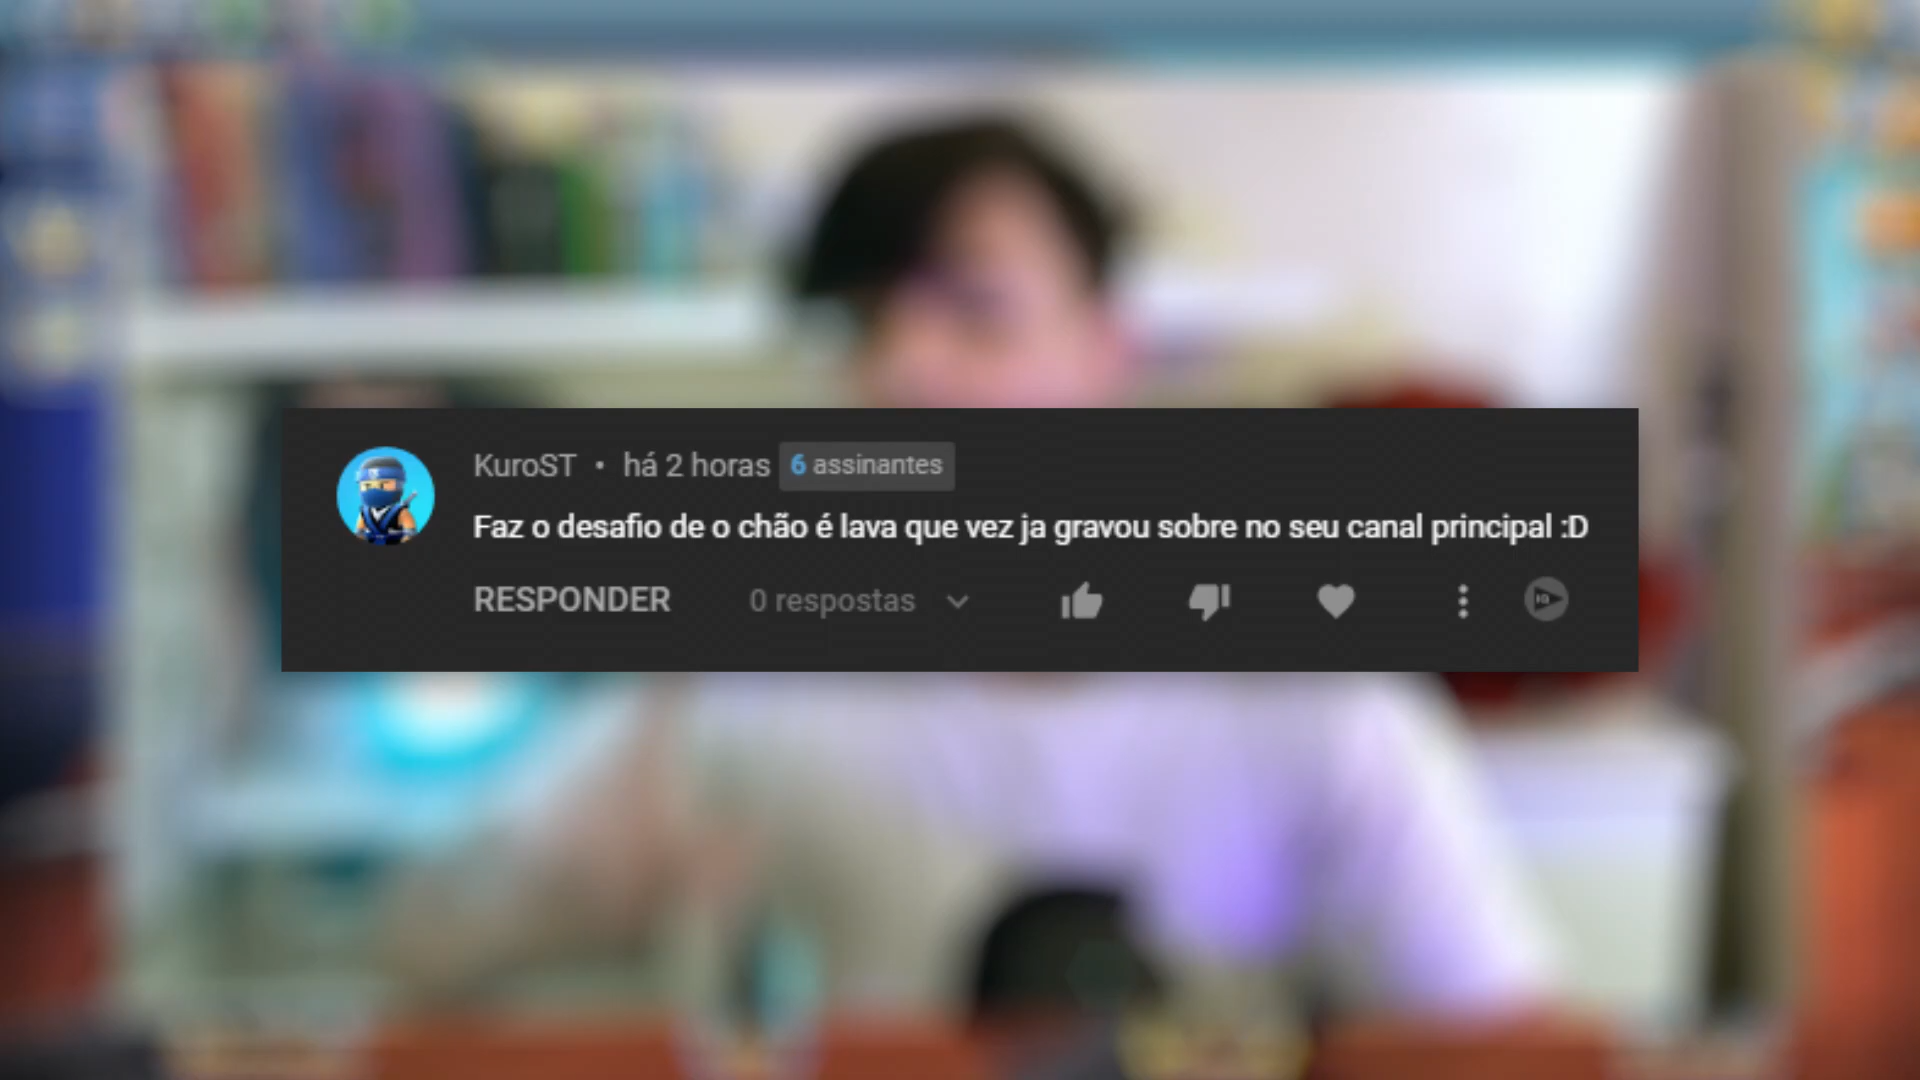 KuroST • há 2 horas 6 assinantes
Faz o desafio de o chão é lava que vez ja gravou sobre no seu canal principal :D
RESPONDER 0 respostas